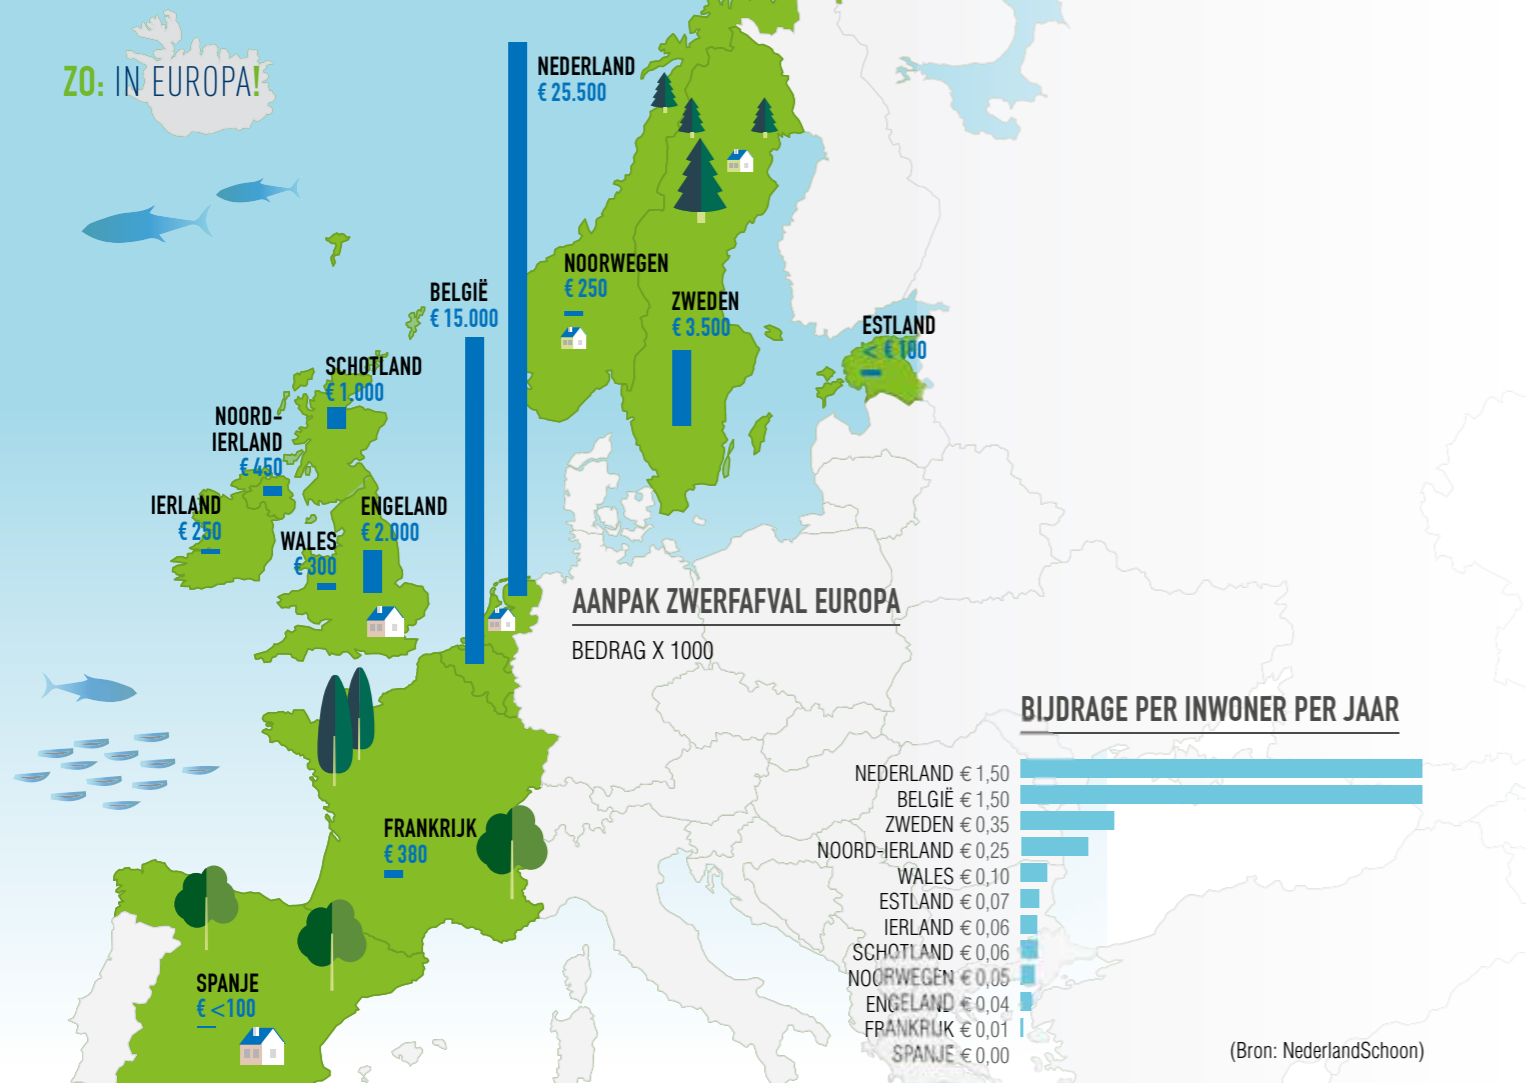 ZO: IN EUROPA!
NEDERLAND
€ 25.500
NOORWEGEN
€ 250
BELGIË
€ 15.000
ZWEDEN
€ 3.500
ESTLAND
< € 100
SCHOTLAND
€ 1.000
NOORD-
IERLAND
€ 450
IERLAND
€ 250
WALES
€ 300
ENGELAND
€ 2.000
AANPAK ZWERFAFVAL EUROPA
BEDRAG X 1000
FRANKRIJK
€ 380
SPANJE
€ <100
BIJDRAGE PER INWONER PER JAAR
NEDERLAND € 1,50
BELGIË € 1,50
ZWEDEN € 0,35
NOORD-IERLAND € 0,25
WALES € 0,10
ESTLAND € 0,07
IERLAND € 0,06
SCHOTLAND € 0,06
NOORWEGEN € 0,05
ENGELAND € 0,04
FRANKRIJK € 0,01
SPANJE € 0,00
(Bron: NederlandSchoon)